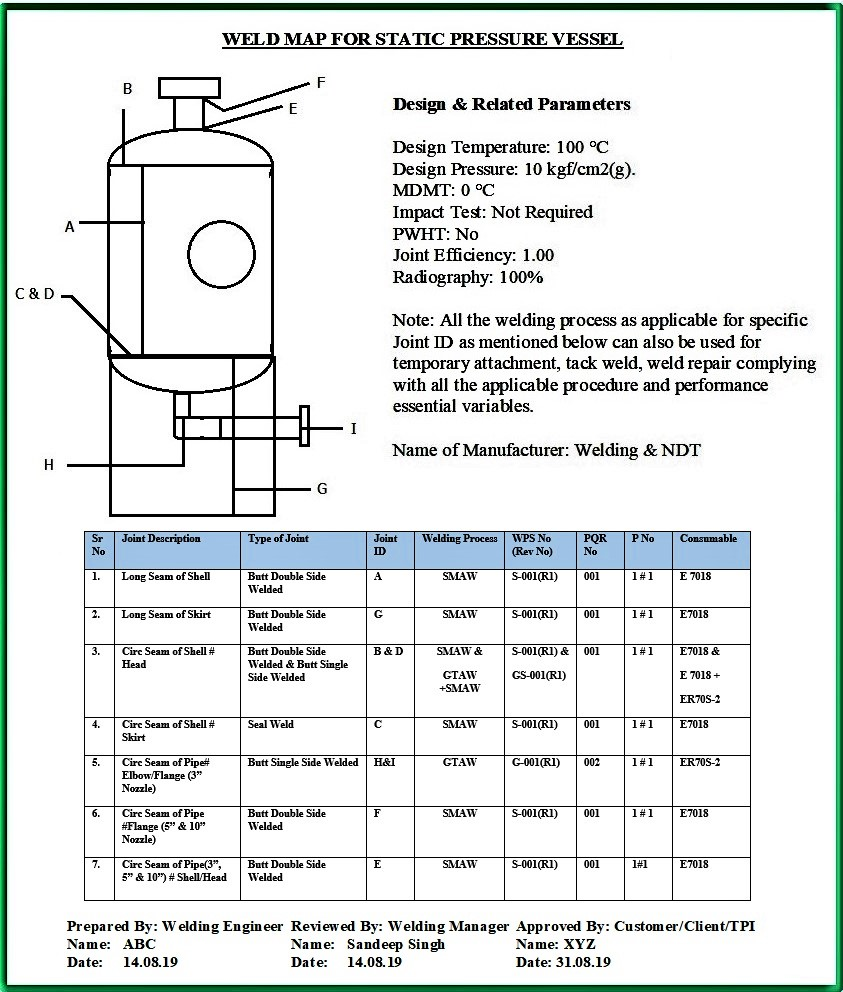 WELD MAP FOR STATIC PRESSURE VESSEL
B
F
E
A
C & D
I
H
G
Design & Related Parameters
Design Temperature: 100 °C
Design Pressure: 10 kgf/cm2(g).
MDMT: 0 °C
Impact Test: Not Required
PWHT: No
Joint Efficiency: 1.00
Radiography: 100%
Note: All the welding process as applicable for specific
Joint ID as mentioned below can also be used for
temporary attachment, tack weld, weld repair complying
with all the applicable procedure and performance
essential variables.
Name of Manufacturer: Welding & NDT
Sr No Joint Description Type of Joint Joint ID Welding Process WPS No (Rev No) PQR No P No Consumable
1. Long Seam of Shell Butt Double Side Welded A SMAW S-001(R1) 001 1 # 1 E 7018
2. Long Seam of Skirt Butt Double Side Welded G SMAW S-001(R1) 001 1 # 1 E7018
3. Circ Seam of Shell # Head Butt Double Side Welded & Butt Single Side Welded B & D SMAW & GTAW +SMAW S-001(R1) & GS-001(R1) 001 1 # 1 E7018 & E 7018 + ER70S-2
4. Circ Seam of Shell # Skirt Seal Weld C SMAW S-001(R1) 001 1 # 1 E7018
5. Circ Seam of Pipe# Elbow/Flange (3” Nozzle) Butt Single Side Welded H&I GTAW G-001(R1) 002 1 # 1 ER70S-2
6. Circ Seam of Pipe #Flange (5” & 10” Nozzle) Butt Double Side Welded F SMAW S-001(R1) 001 1 # 1 E7018
7. Circ Seam of Pipe(3”, 5” & 10”) # Shell/Head Butt Double Side Welded E SMAW S-001(R1) 001 1#1 E7018
Prepared By: Welding Engineer Reviewed By: Welding Manager Approved By: Customer/Client/TPI
Name: ABC Name: Sandeep Singh Name: XYZ
Date: 14.08.19 Date: 14.08.19 Date: 31.08.19